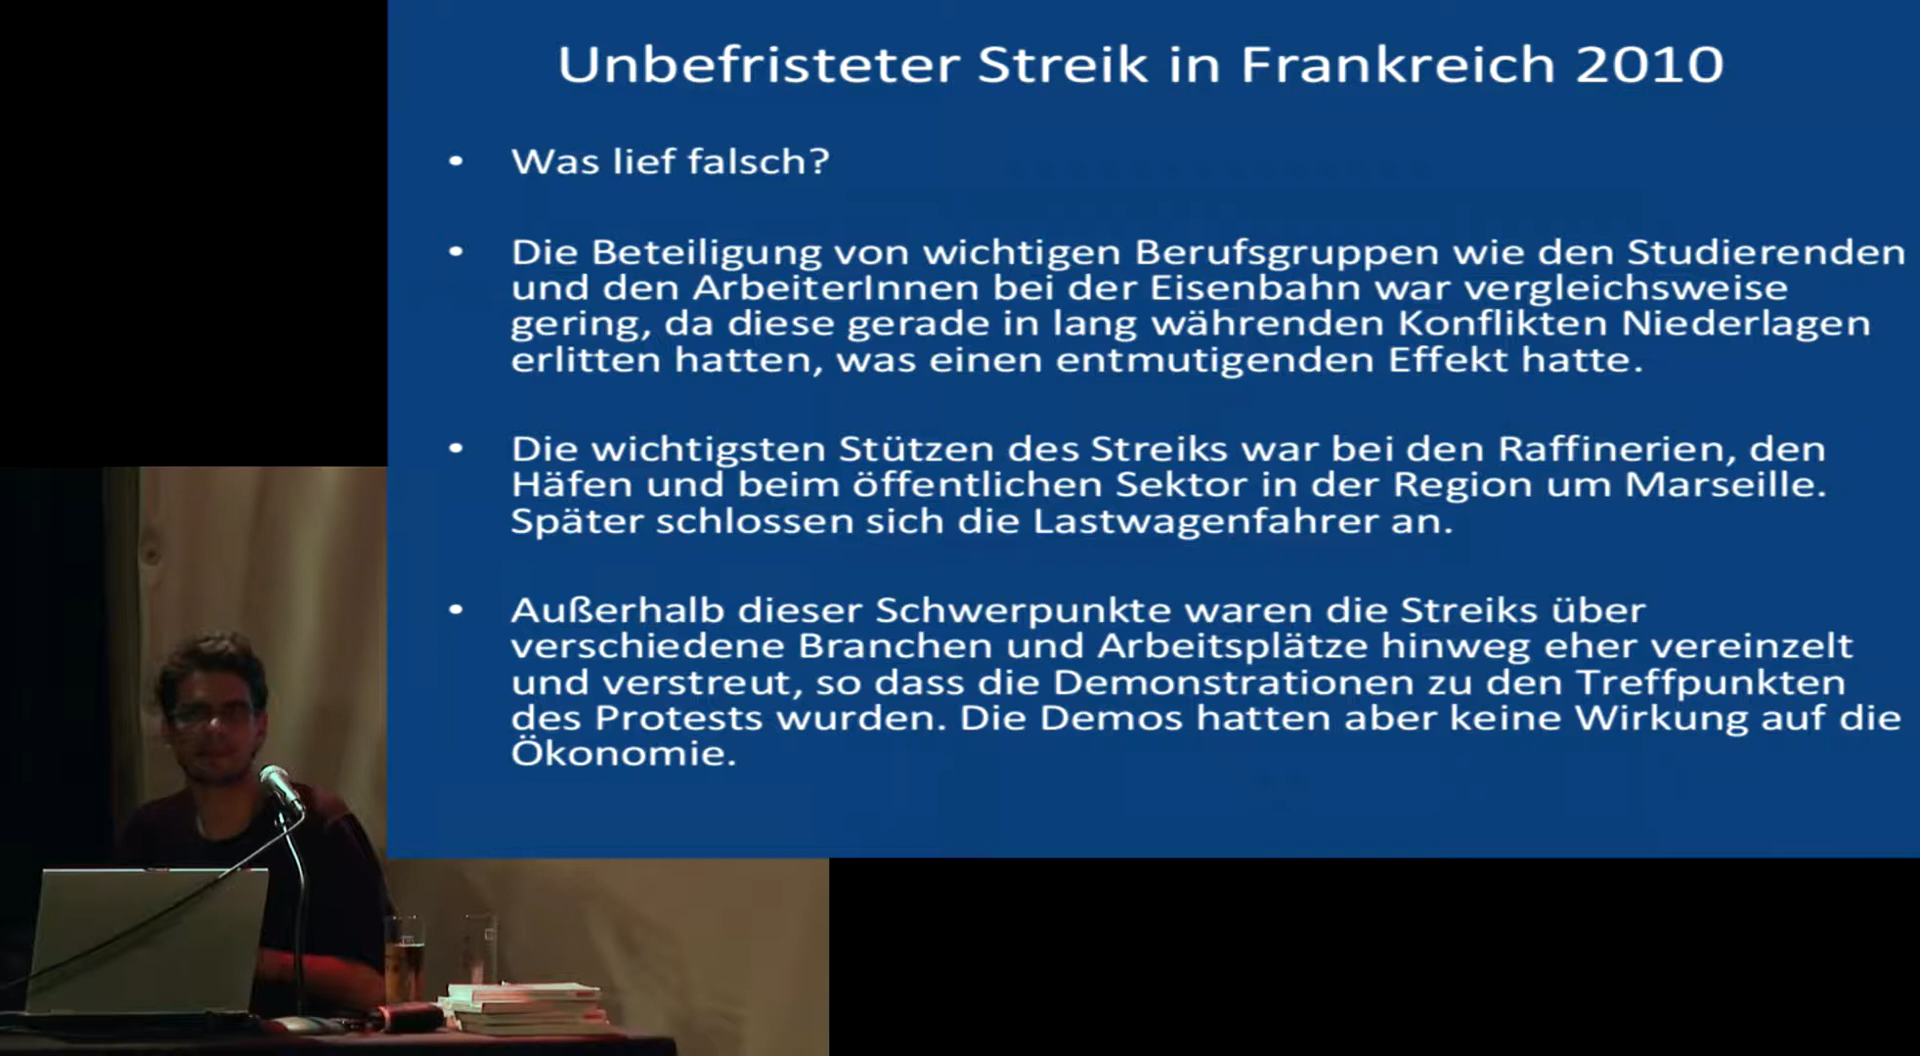 Unbefristeter Streik in Frankreich 2010
• Was lief falsch?
• Die Beteiligung von wichtigen Berufsgruppen wie den Studierenden
und den ArbeiterInnen bei der Eisenbahn war vergleichsweise
gering, da diese gerade in lang währenden Konflikten Niederlagen
erlitten hatten, was einen entmutigenden Effekt hatte.
• Die wichtigsten Stützen des Streiks war bei den Raffinerien, den
Häfen und beim öffentlichen Sektor in der Region um Marseille.
Später schlossen sich die Lastwagenfahrer an.
• Außerhalb dieser Schwerpunkte waren die Streiks über
verschiedene Branchen und Arbeitsplätze hinweg eher vereinzelt
und verstreut, so dass die Demonstrationen zu den Treffpunkten
des Protests wurden. Die Demos hatten aber keine Wirkung auf die
Ökonomie.